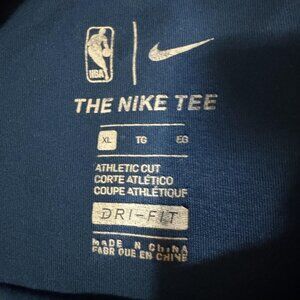 NBA
THE NIKE TEE
XL TG EG
ATHLETIC CUT
CORTE ATLÉTICO
COUPE ATHLÉTIQUE
DRI-FIT
MADE IN CHINA
FABRIQUÉ EN CHINE